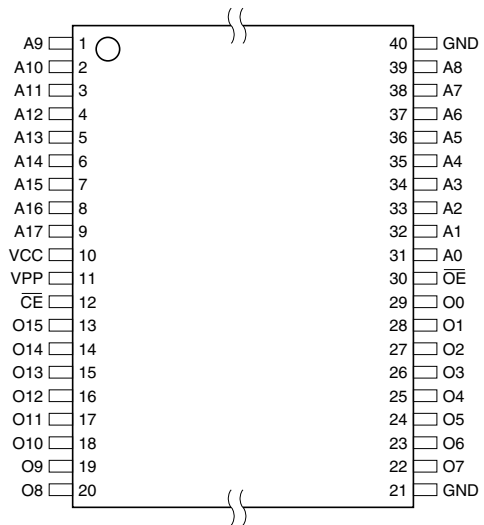 A9 1 40 GND
A10 2 39 A8
A11 3 38 A7
A12 4 37 A6
A13 5 36 A5
A14 6 35 A4
A15 7 34 A3
A16 8 33 A2
A17 9 32 A1
VCC 10 31 A0
VPP 11 30 O̅E̅
C̅E̅ 12 29 O0
O15 13 28 O1
O14 14 27 O2
O13 15 26 O3
O12 16 25 O4
O11 17 24 O5
O10 18 23 O6
O9 19 22 O7
O8 20 21 GND